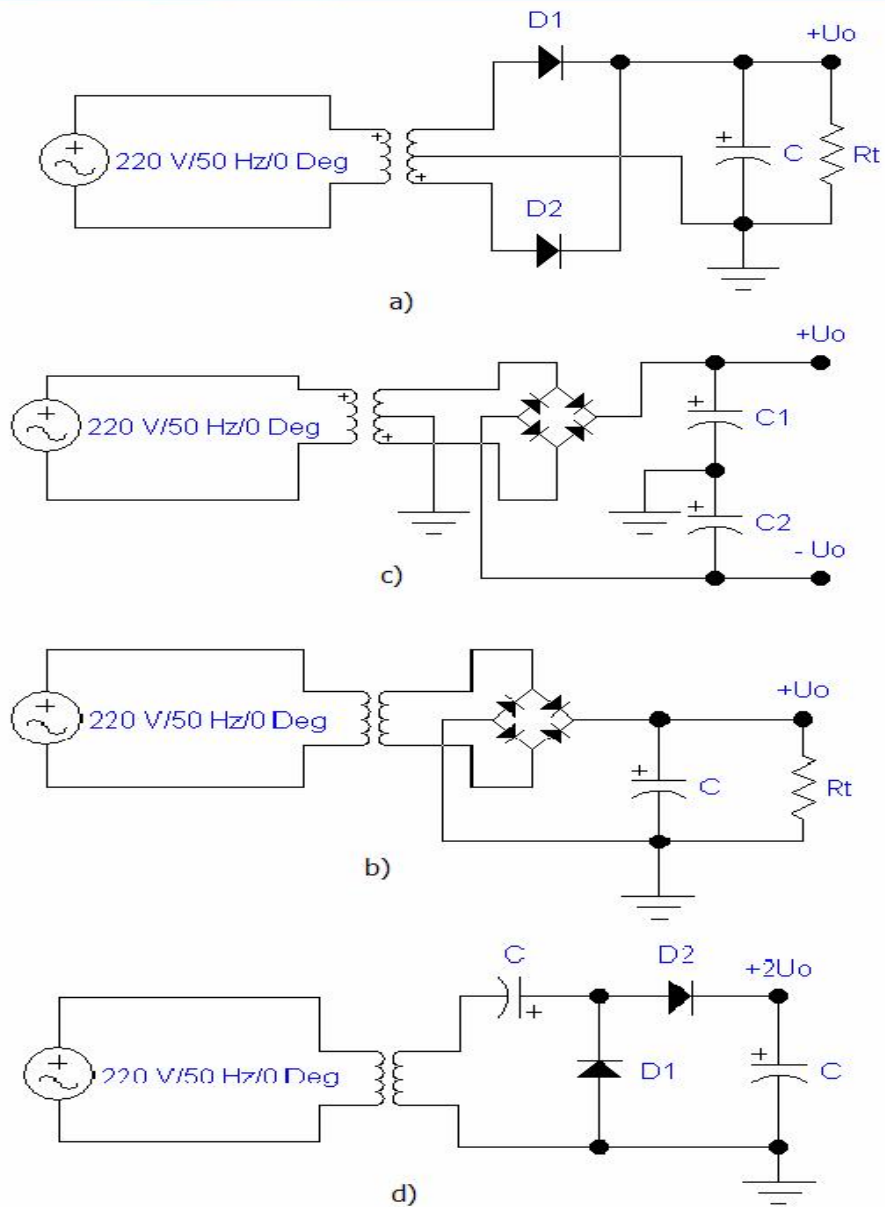 D1
+Uo
+
220 V/50 Hz/0 Deg
+
+
+
C
Rt
D2
a)
+Uo
+
220 V/50 Hz/0 Deg
+
+
+
C1
+
C2
- Uo
c)
+
220 V/50 Hz/0 Deg
+Uo
+
C
Rt
b)
C
D2
+2Uo
+
220 V/50 Hz/0 Deg
+
D1
+
C
d)